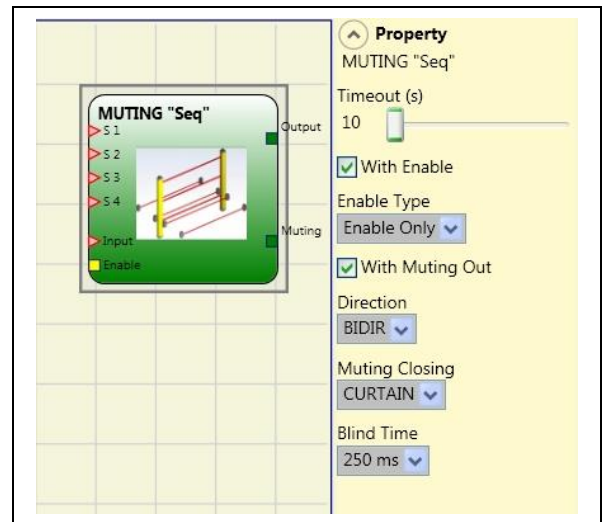 MUTING "Seq"
S 1
S 2
S 3
S 4
Input
Enable
Output
Muting
Property
MUTING "Seq"
Timeout (s)
10
With Enable
Enable Type
Enable Only
With Muting Out
Direction
BIDIR
Muting Closing
CURTAIN
Blind Time
250 ms